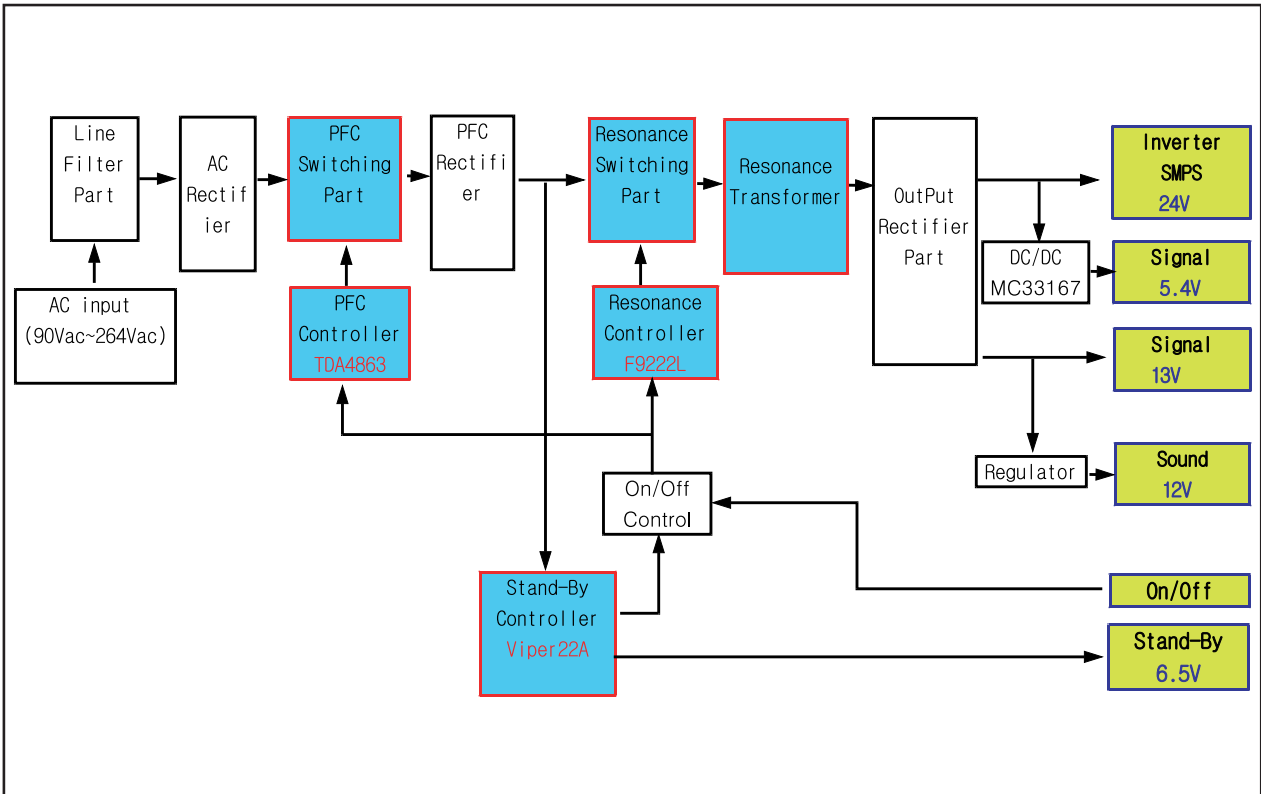 Line
Filter
Part
AC
Rectif
ier
PFC
Switching
Part
PFC
Rectifi
er
Resonance
Switching
Part
Resonance
Transformer
OutPut
Rectifier
Part
Inverter
SMPS
24V
DC/DC
MC33167
Signal
5.4V
AC input
(90Vac~264Vac)
PFC
Controller
TDA4863
Resonance
Controller
F9222L
Signal
13V
Regulator
Sound
12V
On/Off
Control
Stand-By
Controller
Viper22A
On/Off
Stand-By
6.5V